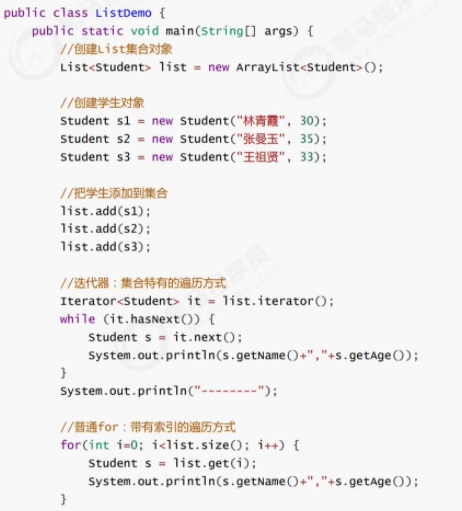 public class ListDemo {
public static void main(String[] args) {
//创建List集合对象
List<Student> list = new ArrayList<Student>();
//创建学生对象
Student s1 = new Student("林青霞", 30);
Student s2 = new Student("张曼玉", 35);
Student s3 = new Student("王祖贤", 33);
//把学生添加到集合
list.add(s1);
list.add(s2);
list.add(s3);
//迭代器：集合特有的遍历方式
Iterator<Student> it = list.iterator();
while (it.hasNext()) {
Student s = it.next();
System.out.println(s.getName()+","+s.getAge());
}
System.out.println("--------");
//普通for：带有索引的遍历方式
for(int i=0; i<list.size(); i++) {
Student s = list.get(i);
System.out.println(s.getName()+","+s.getAge());
}